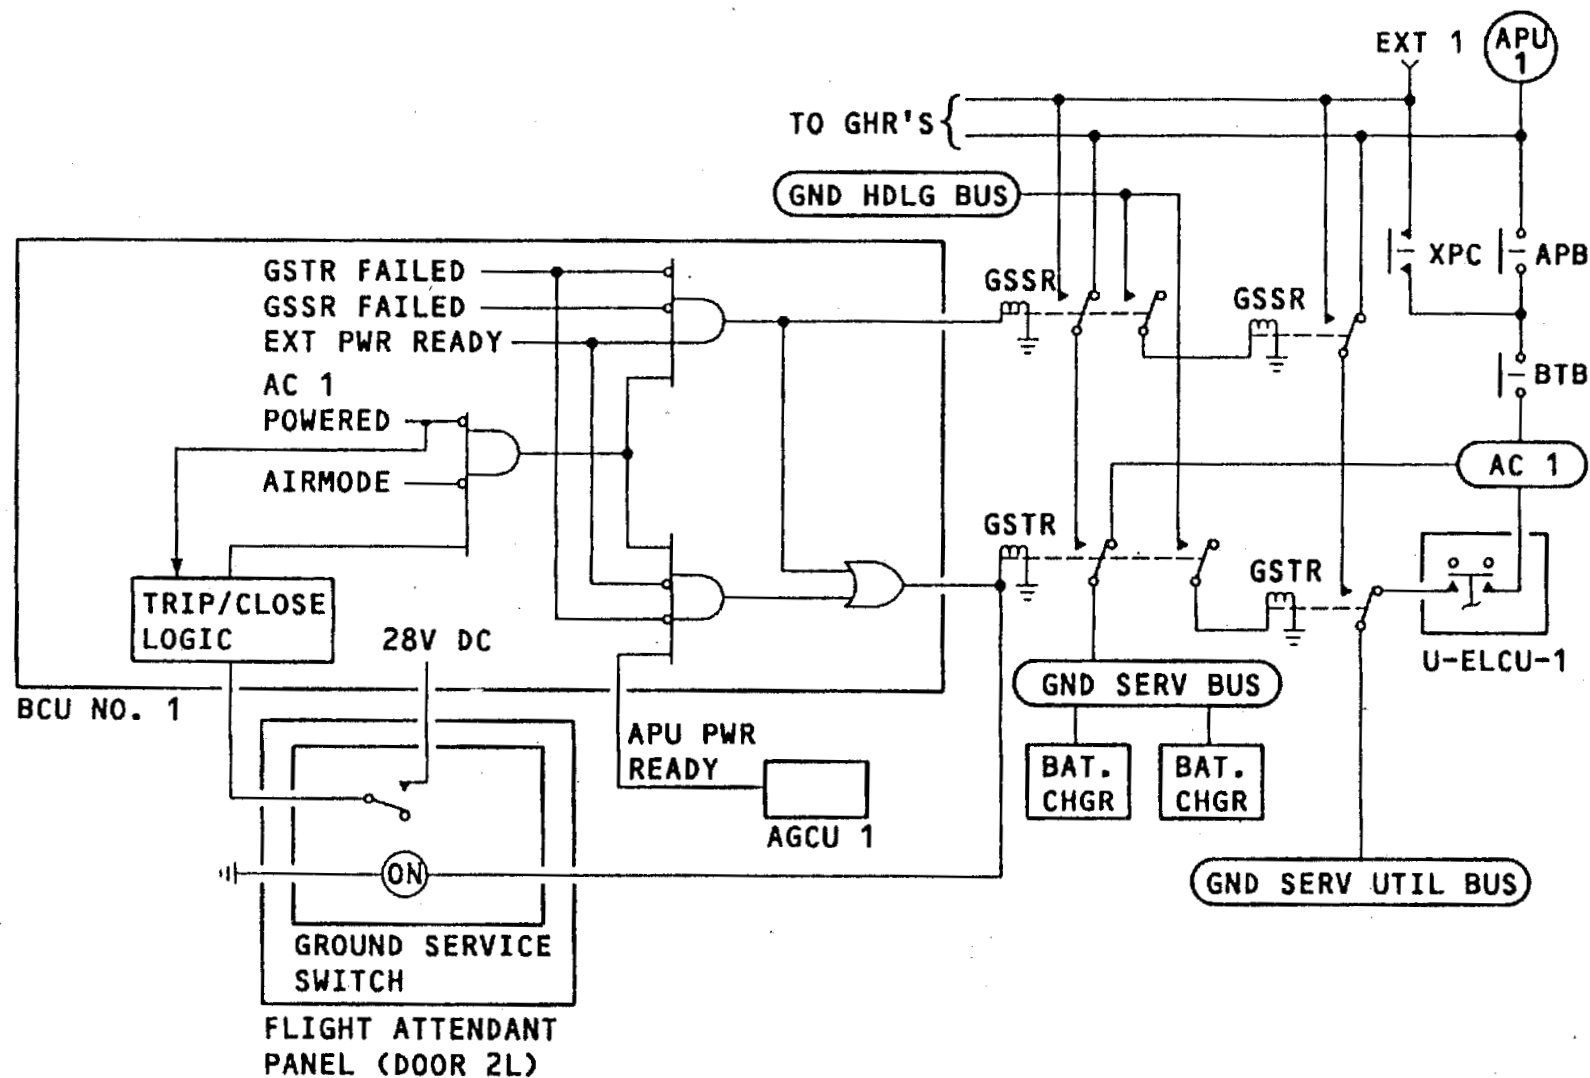 EXT 1
APU
1
TO GHR'S
GND HDLG BUS
GSTR FAILED
GSSR FAILED
EXT PWR READY
AC 1
POWERED
AIRMODE
GSSR
GSSR
XPC
APB
BTB
AC 1
GSTR
GSTR
U-ELCU-1
TRIP/CLOSE
LOGIC
28V DC
BCU NO. 1
GND SERV BUS
APU PWR
READY
AGCU 1
BAT.
CHGR
BAT.
CHGR
GND SERV UTIL BUS
ON
GROUND SERVICE
SWITCH
FLIGHT ATTENDANT
PANEL (DOOR 2L)